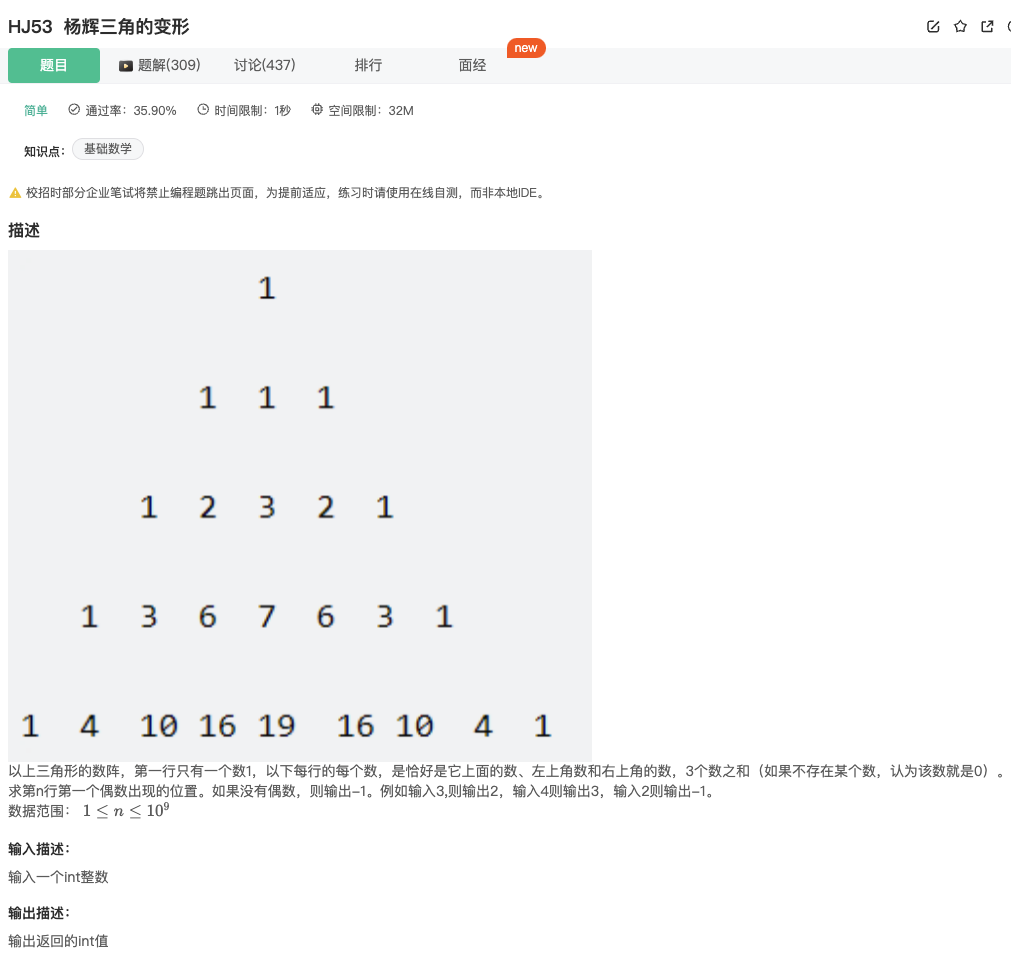 HJ53 杨辉三角的变形
题目 题解(309) 讨论(437) 排行 面经 new
简单 通过率：35.90% 时间限制：1秒 空间限制：32M
知识点： 基础数学
校招时部分企业笔试将禁止编程题跳出页面，为提前适应，练习时请使用在线自测，而非本地IDE。
描述
1
1 1 1
1 2 3 2 1
1 3 6 7 6 3 1
1 4 10 16 19 16 10 4 1
以上三角形的数阵，第一行只有一个数1，以下每行的每个数，是恰好是它上面的数、左上角数和右上角的数，3个数之和（如果不存在某个数，认为该数就是0）。
求第n行第一个偶数出现的位置。如果没有偶数，则输出-1。例如输入3,则输出2，输入4则输出3，输入2则输出-1。
数据范围： 1 ≤ n ≤ 10⁹
输入描述：
输入一个int整数
输出描述：
输出返回的int值